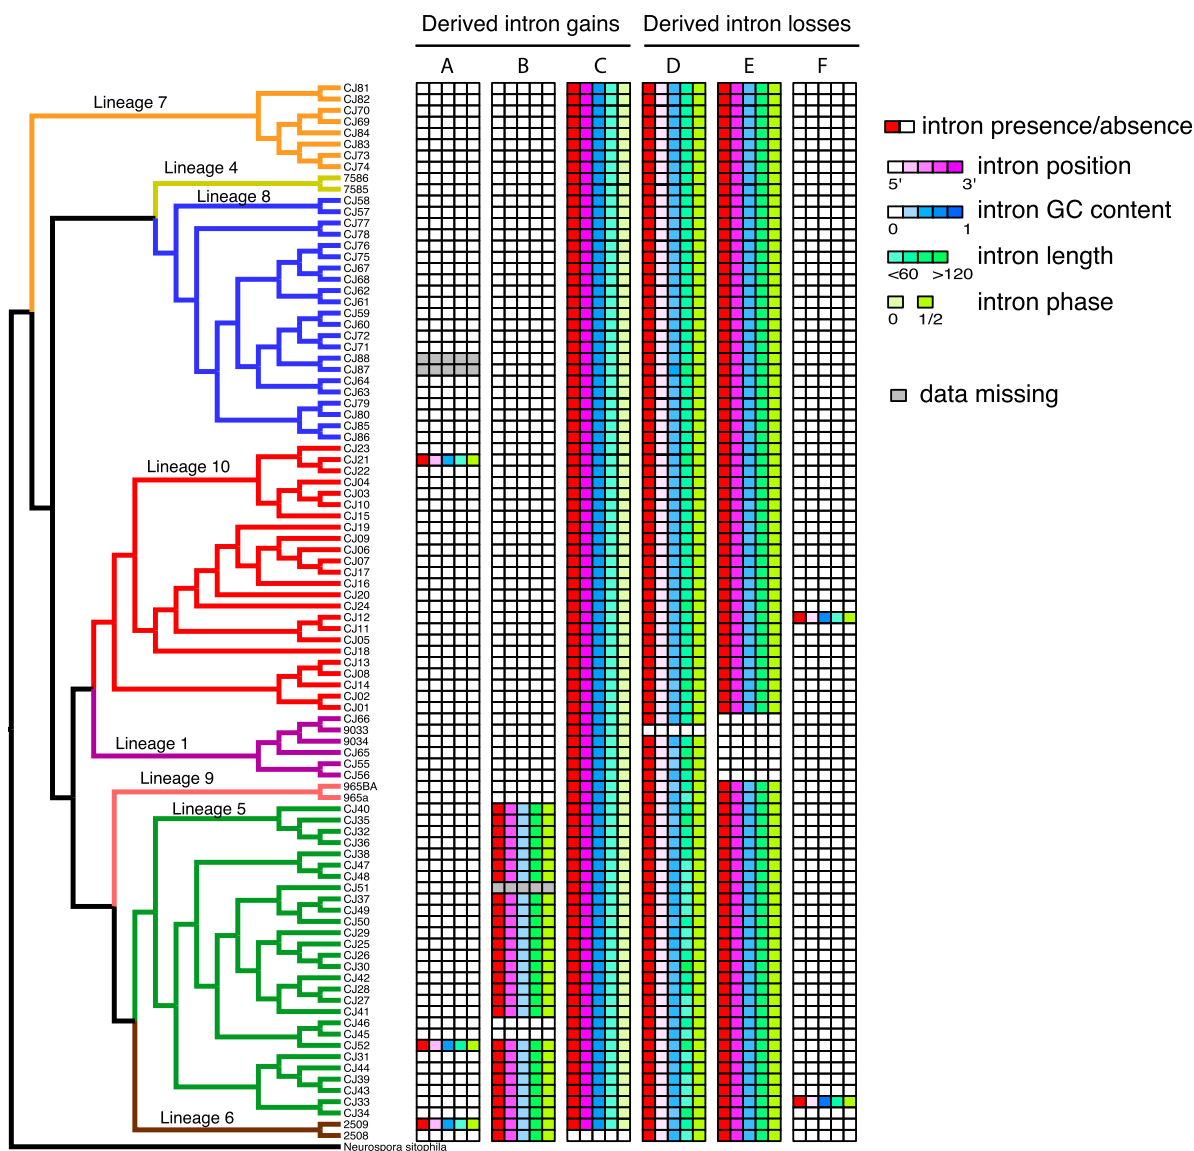 Derived intron gains
Derived intron losses
A B C D E F
Lineage 7
Lineage 4
Lineage 8
Lineage 10
Lineage 1
Lineage 9
Lineage 5
Lineage 6
CJ81
CJ82
CJ70
CJ69
CJ84
CJ83
CJ73
CJ74
7586
7585
CJ58
CJ57
CJ77
CJ78
CJ76
CJ75
CJ67
CJ68
CJ62
CJ61
CJ59
CJ60
CJ72
CJ71
CJ88
CJ87
CJ64
CJ63
CJ79
CJ80
CJ85
CJ86
CJ23
CJ21
CJ22
CJ04
CJ03
CJ10
CJ15
CJ19
CJ09
CJ06
CJ07
CJ17
CJ16
CJ20
CJ24
CJ12
CJ11
CJ05
CJ18
CJ13
CJ08
CJ14
CJ02
CJ01
CJ66
9033
9034
CJ65
CJ55
CJ56
965BA
965a
CJ40
CJ35
CJ32
CJ36
CJ38
CJ47
CJ48
CJ51
CJ37
CJ49
CJ50
CJ29
CJ25
CJ26
CJ30
CJ42
CJ28
CJ27
CJ41
CJ46
CJ45
CJ52
CJ31
CJ44
CJ39
CJ43
CJ33
CJ34
2509
2508
Neurospora sitophila
intron presence/absence
intron position
5' 3'
intron GC content
0 1
intron length
<60 >120
intron phase
0 1/2
data missing